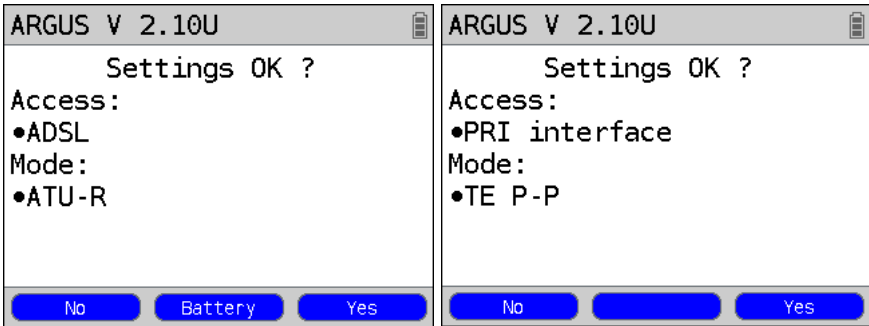 ARGUS V 2.10U
Settings OK ?
Access:
•ADSL
Mode:
•ATU-R
No Battery Yes
ARGUS V 2.10U
Settings OK ?
Access:
•PRI interface
Mode:
•TE P-P
No Yes